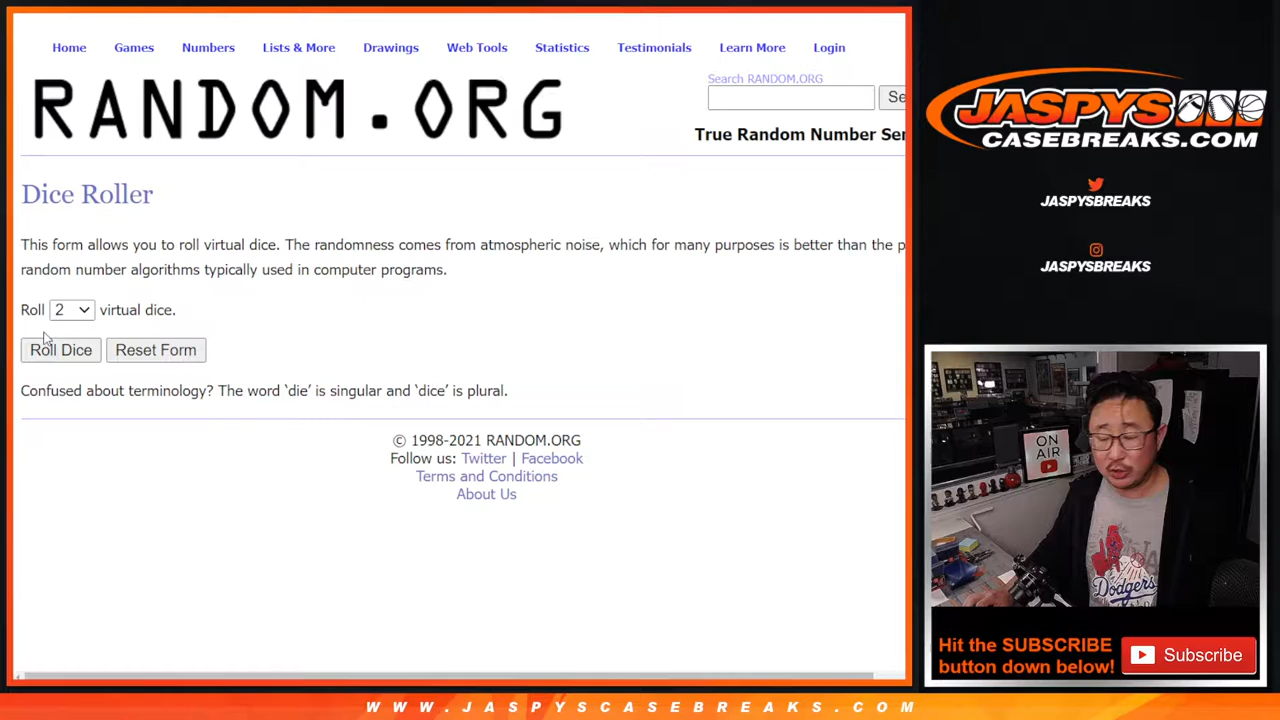 Home Games Numbers Lists & More Drawings Web Tools Statistics Testimonials Learn More Login
RANDOM.ORG
Search RANDOM.ORG
Se
True Random Number Ser
Dice Roller
This form allows you to roll virtual dice. The randomness comes from atmospheric noise, which for many purposes is better than the p
random number algorithms typically used in computer programs.
Roll 2 virtual dice.
Roll Dice Reset Form
Confused about terminology? The word ‘die’ is singular and ‘dice’ is plural.
© 1998-2021 RANDOM.ORG
Follow us: Twitter | Facebook
Terms and Conditions
About Us
JASPYS
CASEBREAKS.COM
JASPYSBREAKS
JASPYSBREAKS
ON
AIR
Dodgers
Hit the SUBSCRIBE
button down below!
Subscribe
WWW.JASPYSCASEBREAKS.COM